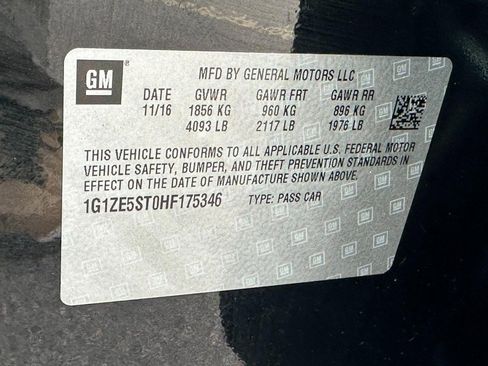 GM
MFD BY GENERAL MOTORS LLC
DATE GVWR GAWR FRT GAWR RR
11/16 1856 KG 960 KG 896 KG
4093 LB 2117 LB 1976 LB
THIS VEHICLE CONFORMS TO ALL APPLICABLE U.S. FEDERAL MOTOR
VEHICLE SAFETY, BUMPER, AND THEFT PREVENTION STANDARDS IN
EFFECT ON THE DATE OF MANUFACTURE SHOWN ABOVE.
1G1ZE5ST0HF175346 TYPE: PASS CAR